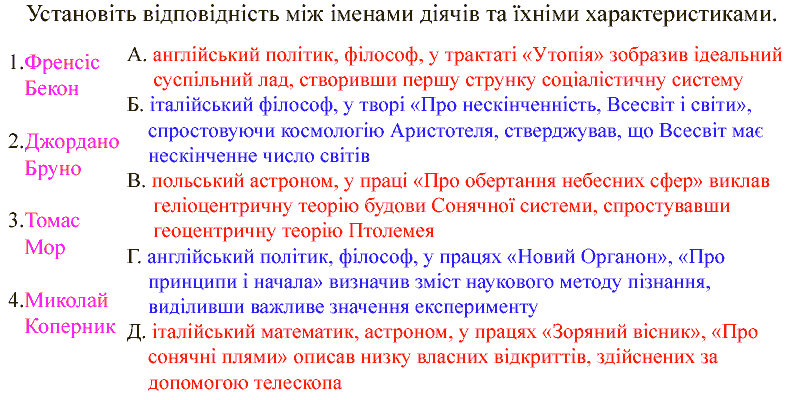 Установіть відповідність між іменами діячів та їхніми характеристиками.
1.Френсіс
Бекон
2.Джордано
Бруно
3.Томас
Мор
4.Миколай
Коперник
А. англійський політик, філософ, у трактаті «Утопія» зобразив ідеальний
суспільний лад, створивши першу струнку соціалістичну систему
Б. італійський філософ, у творі «Про нескінченність, Всесвіт і світи»,
спростовуючи космологію Аристотеля, стверджував, що Всесвіт має
нескінченне число світів
В. польський астроном, у праці «Про обертання небесних сфер» виклав
геліоцентричну теорію будови Сонячної системи, спростувавши
геоцентричну теорію Птолемея
Г. англійський політик, філософ, у працях «Новий Органон», «Про
принципи і начала» визначив зміст наукового методу пізнання,
виділивши важливе значення експерименту
Д. італійський математик, астроном, у працях «Зоряний вісник», «Про
сонячні плями» описав низку власних відкриттів, здійснених за
допомогою телескопа